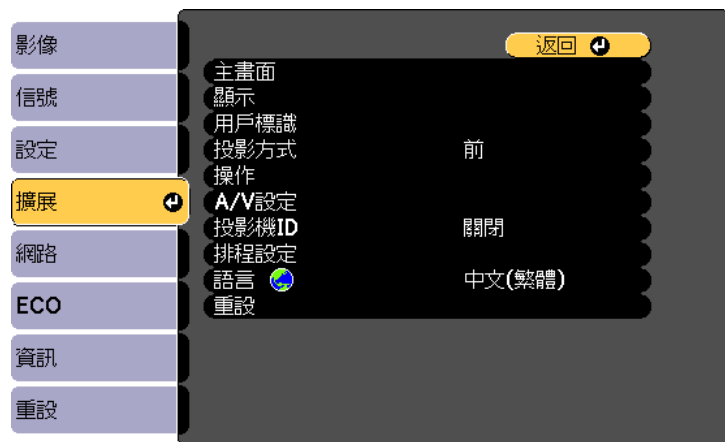 影像
信號
設定
擴展
網路
ECO
資訊
重設
返回
主畫面
顯示
用戶標識
投影方式 前
操作
A/V設定
投影機ID 關閉
排程設定
語言 中文(繁體)
重設